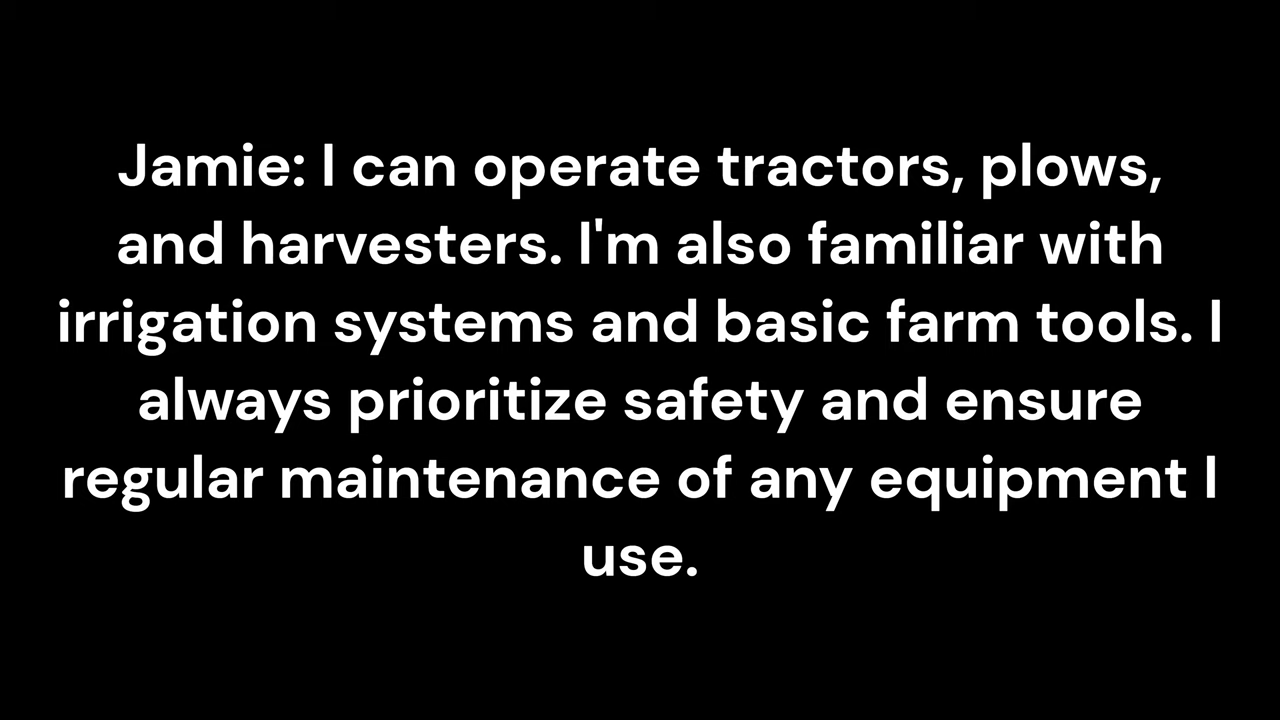 Jamie: I can operate tractors, plows,
and harvesters. I'm also familiar with
irrigation systems and basic farm tools. I
always prioritize safety and ensure
regular maintenance of any equipment I
use.